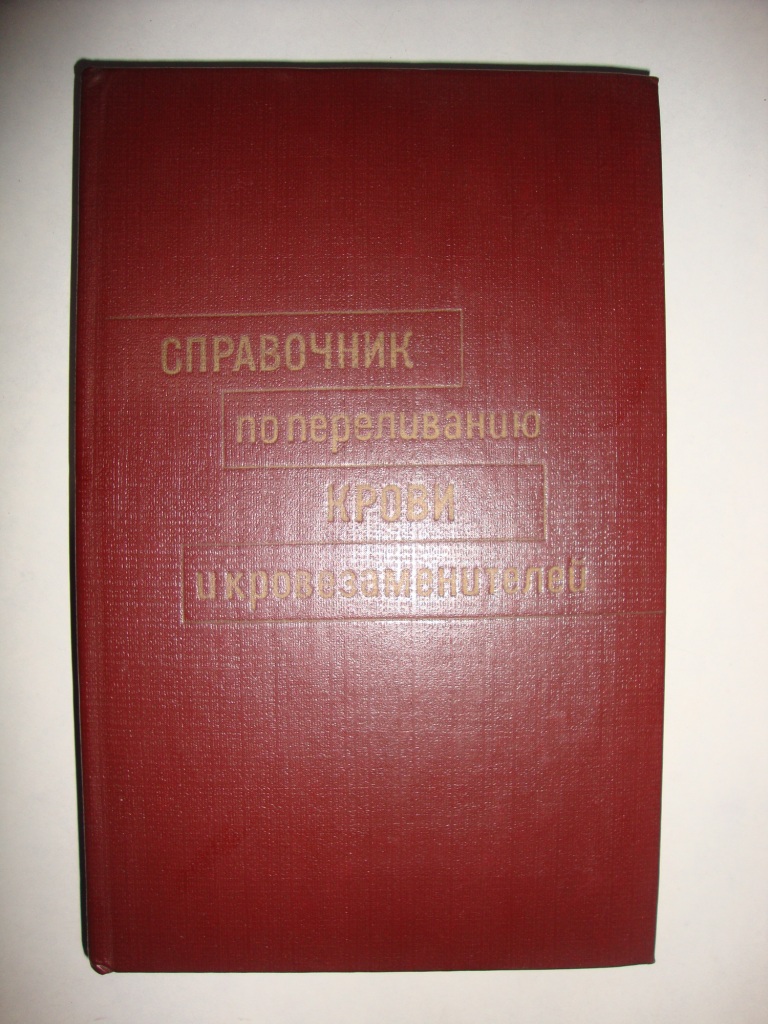 СПРАВОЧНИК
по переливанию
КРОВИ
и кровезаменителей